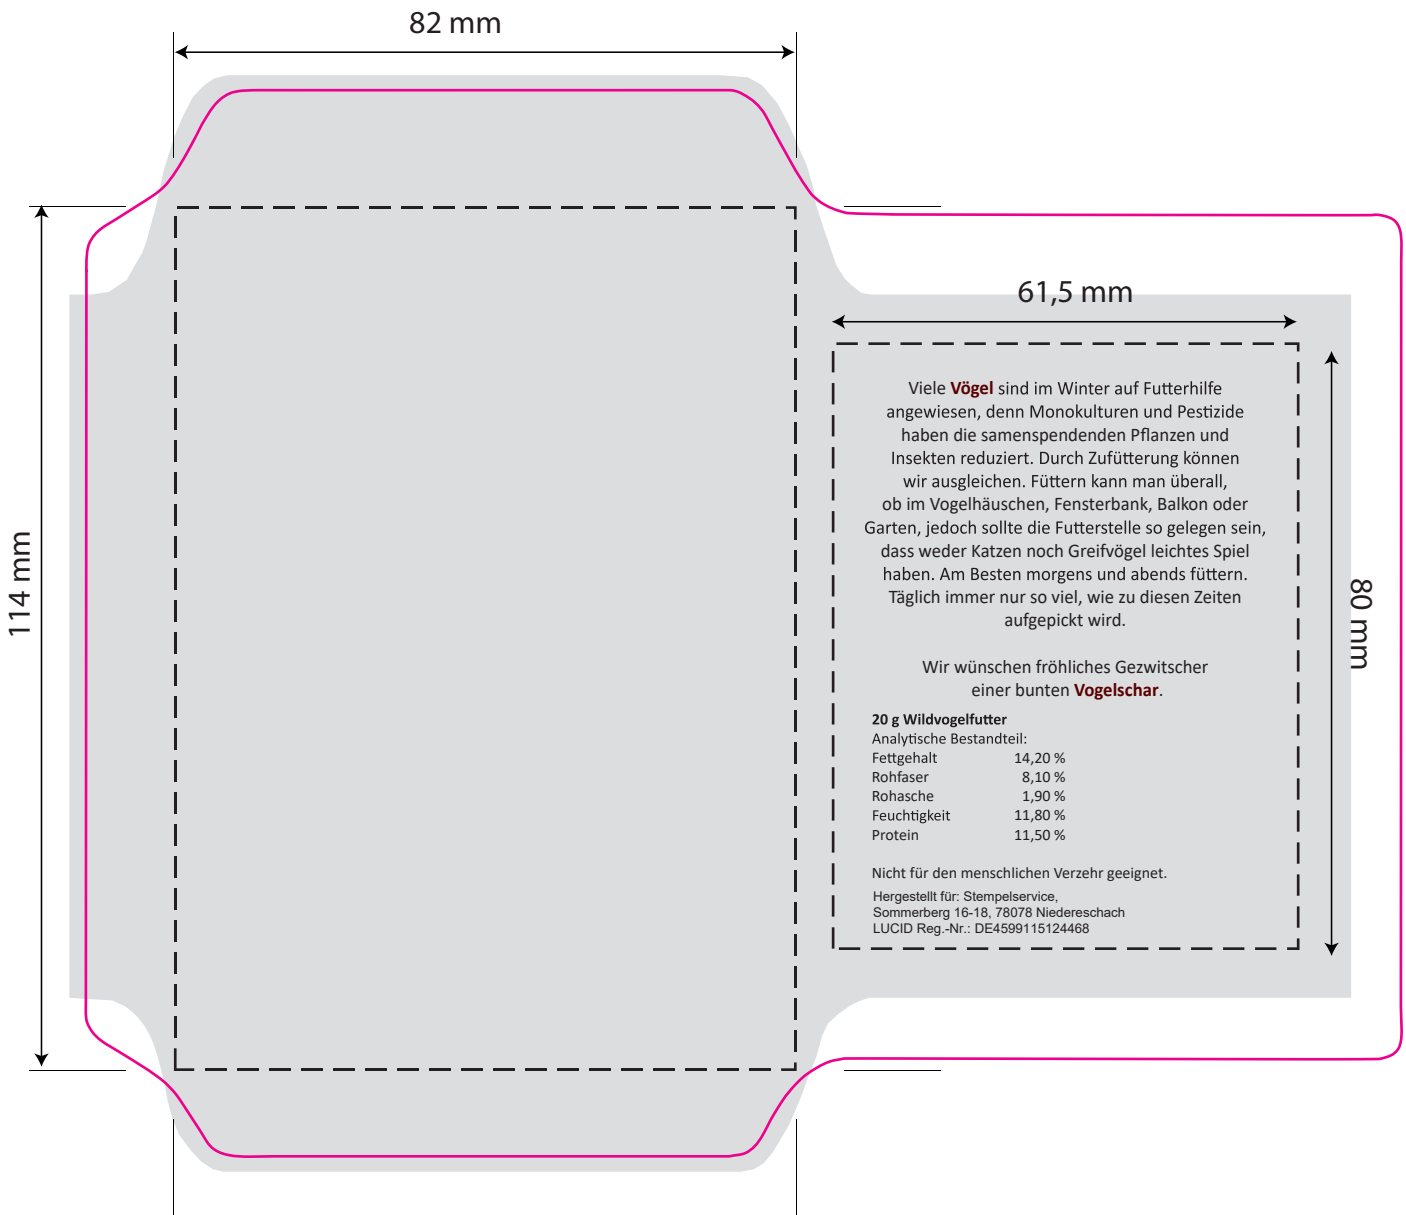 82 mm
61,5 mm
114 mm
80 mm
Viele Vögel sind im Winter auf Futterhilfe
angewiesen, denn Monokulturen und Pestizide
haben die samenspendenden Pflanzen und
Insekten reduziert. Durch Zufütterung können
wir ausgleichen. Füttern kann man überall,
ob im Vogelhäuschen, Fensterbank, Balkon oder
Garten, jedoch sollte die Futterstelle so gelegen sein,
dass weder Katzen noch Greifvögel leichtes Spiel
haben. Am Besten morgens und abends füttern.
Täglich immer nur so viel, wie zu diesen Zeiten
aufgepickt wird.
Wir wünschen fröhliches Gezwitscher
einer bunten Vogelschar.
20 g Wildvogelfutter
Analytische Bestandteil:
Fettgehalt 14,20 %
Rohfaser 8,10 %
Rohasche 1,90 %
Feuchtigkeit 11,80 %
Protein 11,50 %
Nicht für den menschlichen Verzehr geeignet.
Hergestellt für: Stempelservice,
Sommerberg 16-18, 78078 Niedereschach
LUCID Reg.-Nr.: DE4599115124468